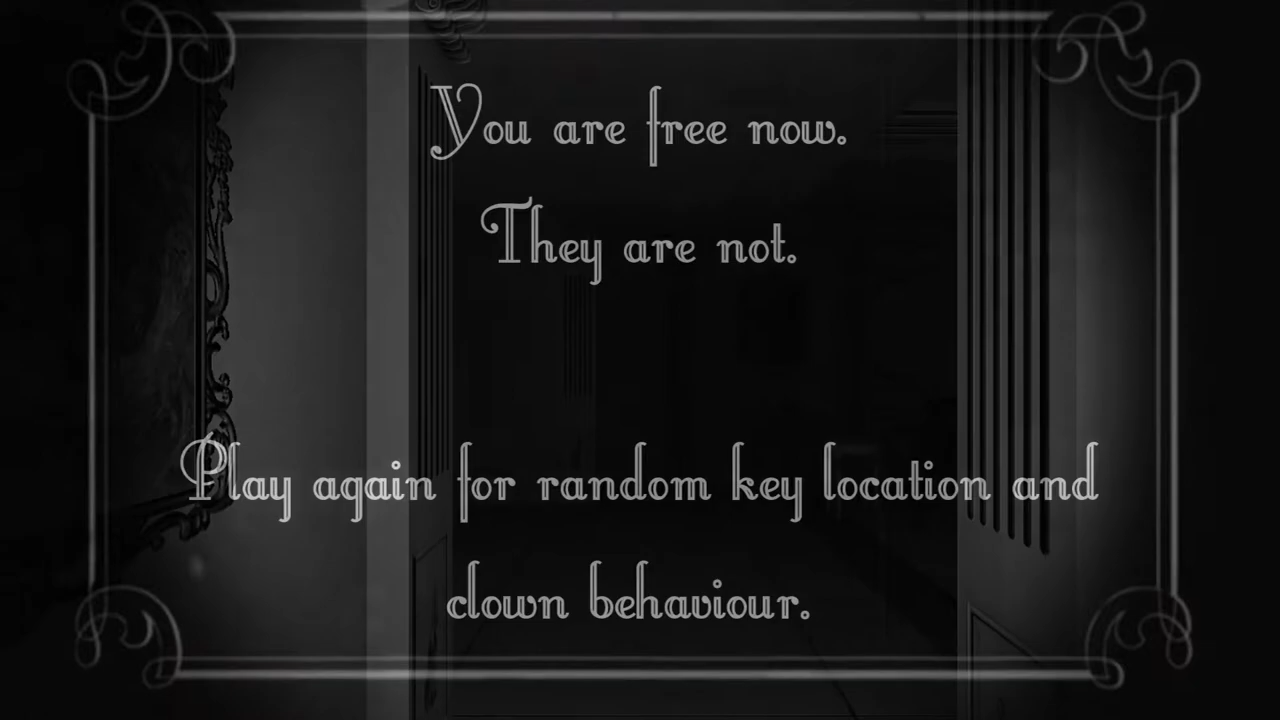 You are free now.
They are not.
Play again for random key location and
clown behaviour.